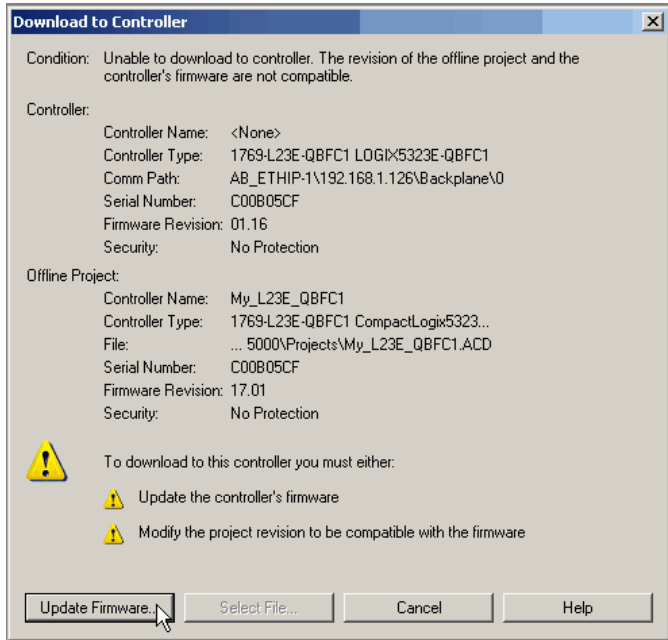 Download to Controller
Condition: Unable to download to controller. The revision of the offline project and the
controller's firmware are not compatible.
Controller:
Controller Name: <None>
Controller Type: 1769-L23E-QBFC1 LOGIX5323E-QBFC1
Comm Path: AB_ETHIP-1\192.168.1.126\Backplane\0
Serial Number: C00B05CF
Firmware Revision: 01.16
Security: No Protection
Offline Project:
Controller Name: My_L23E_QBFC1
Controller Type: 1769-L23E-QBFC1 CompactLogix5323...
File: ... 5000\Projects\My_L23E_QBFC1.ACD
Serial Number: C00B05CF
Firmware Revision: 17.01
Security: No Protection
To download to this controller you must either:
Update the controller's firmware
Modify the project revision to be compatible with the firmware
Update Firmware... Select File... Cancel Help